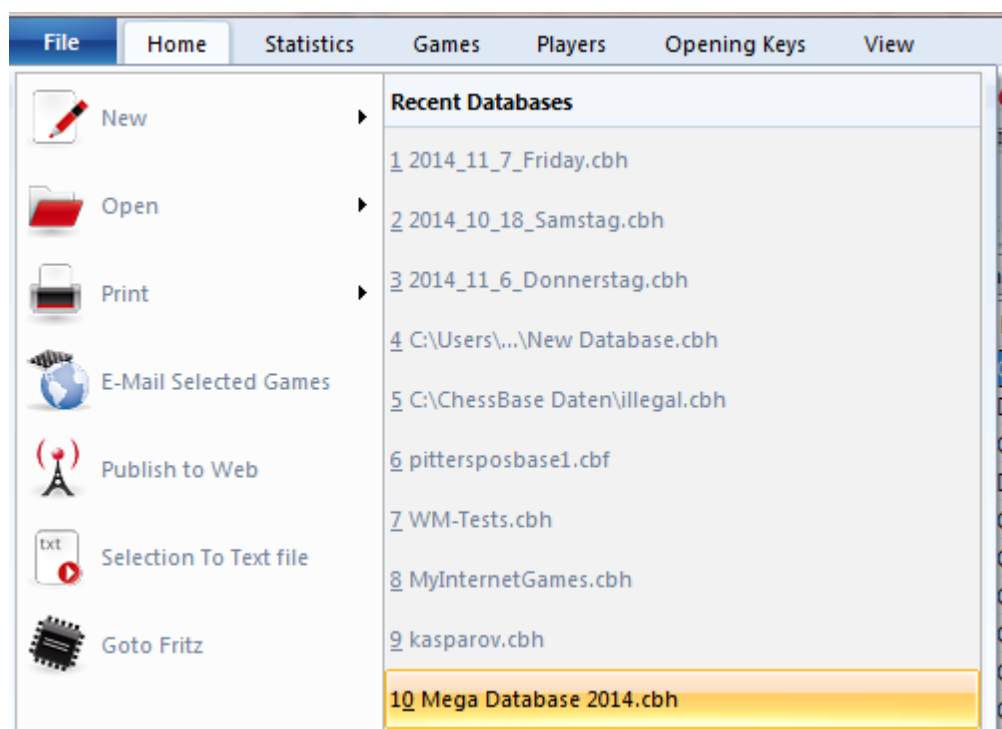 File Home Statistics Games Players Opening Keys View
New
Open
Print
E-Mail Selected Games
Publish to Web
txt
Selection To Text file
Goto Fritz
Recent Databases
1 2014_11_7_Friday.cbh
2 2014_10_18_Samstag.cbh
3 2014_11_6_Donnerstag.cbh
4 C:\Users\...\New Database.cbh
5 C:\ChessBase Daten\illegal.cbh
6 pittersposbase1.cbf
7 WM-Tests.cbh
8 MyInternetGames.cbh
9 kasparov.cbh
10 Mega Database 2014.cbh